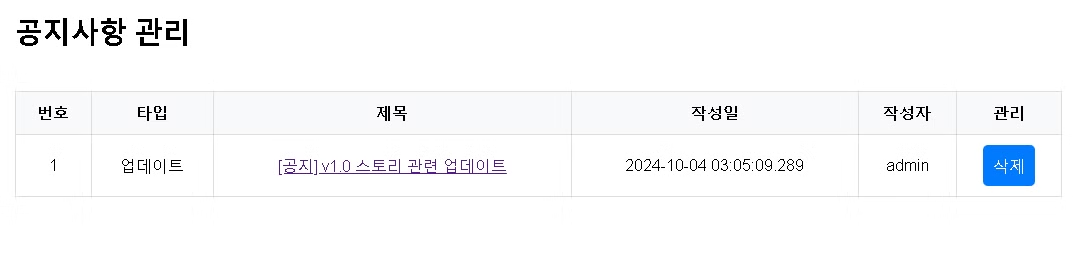 공지사항 관리
번호 타입 제목 작성일 작성자 관리
1 업데이트 [공지] v1.0 스토리 관련 업데이트 2024-10-04 03:05:09.289 admin 삭제